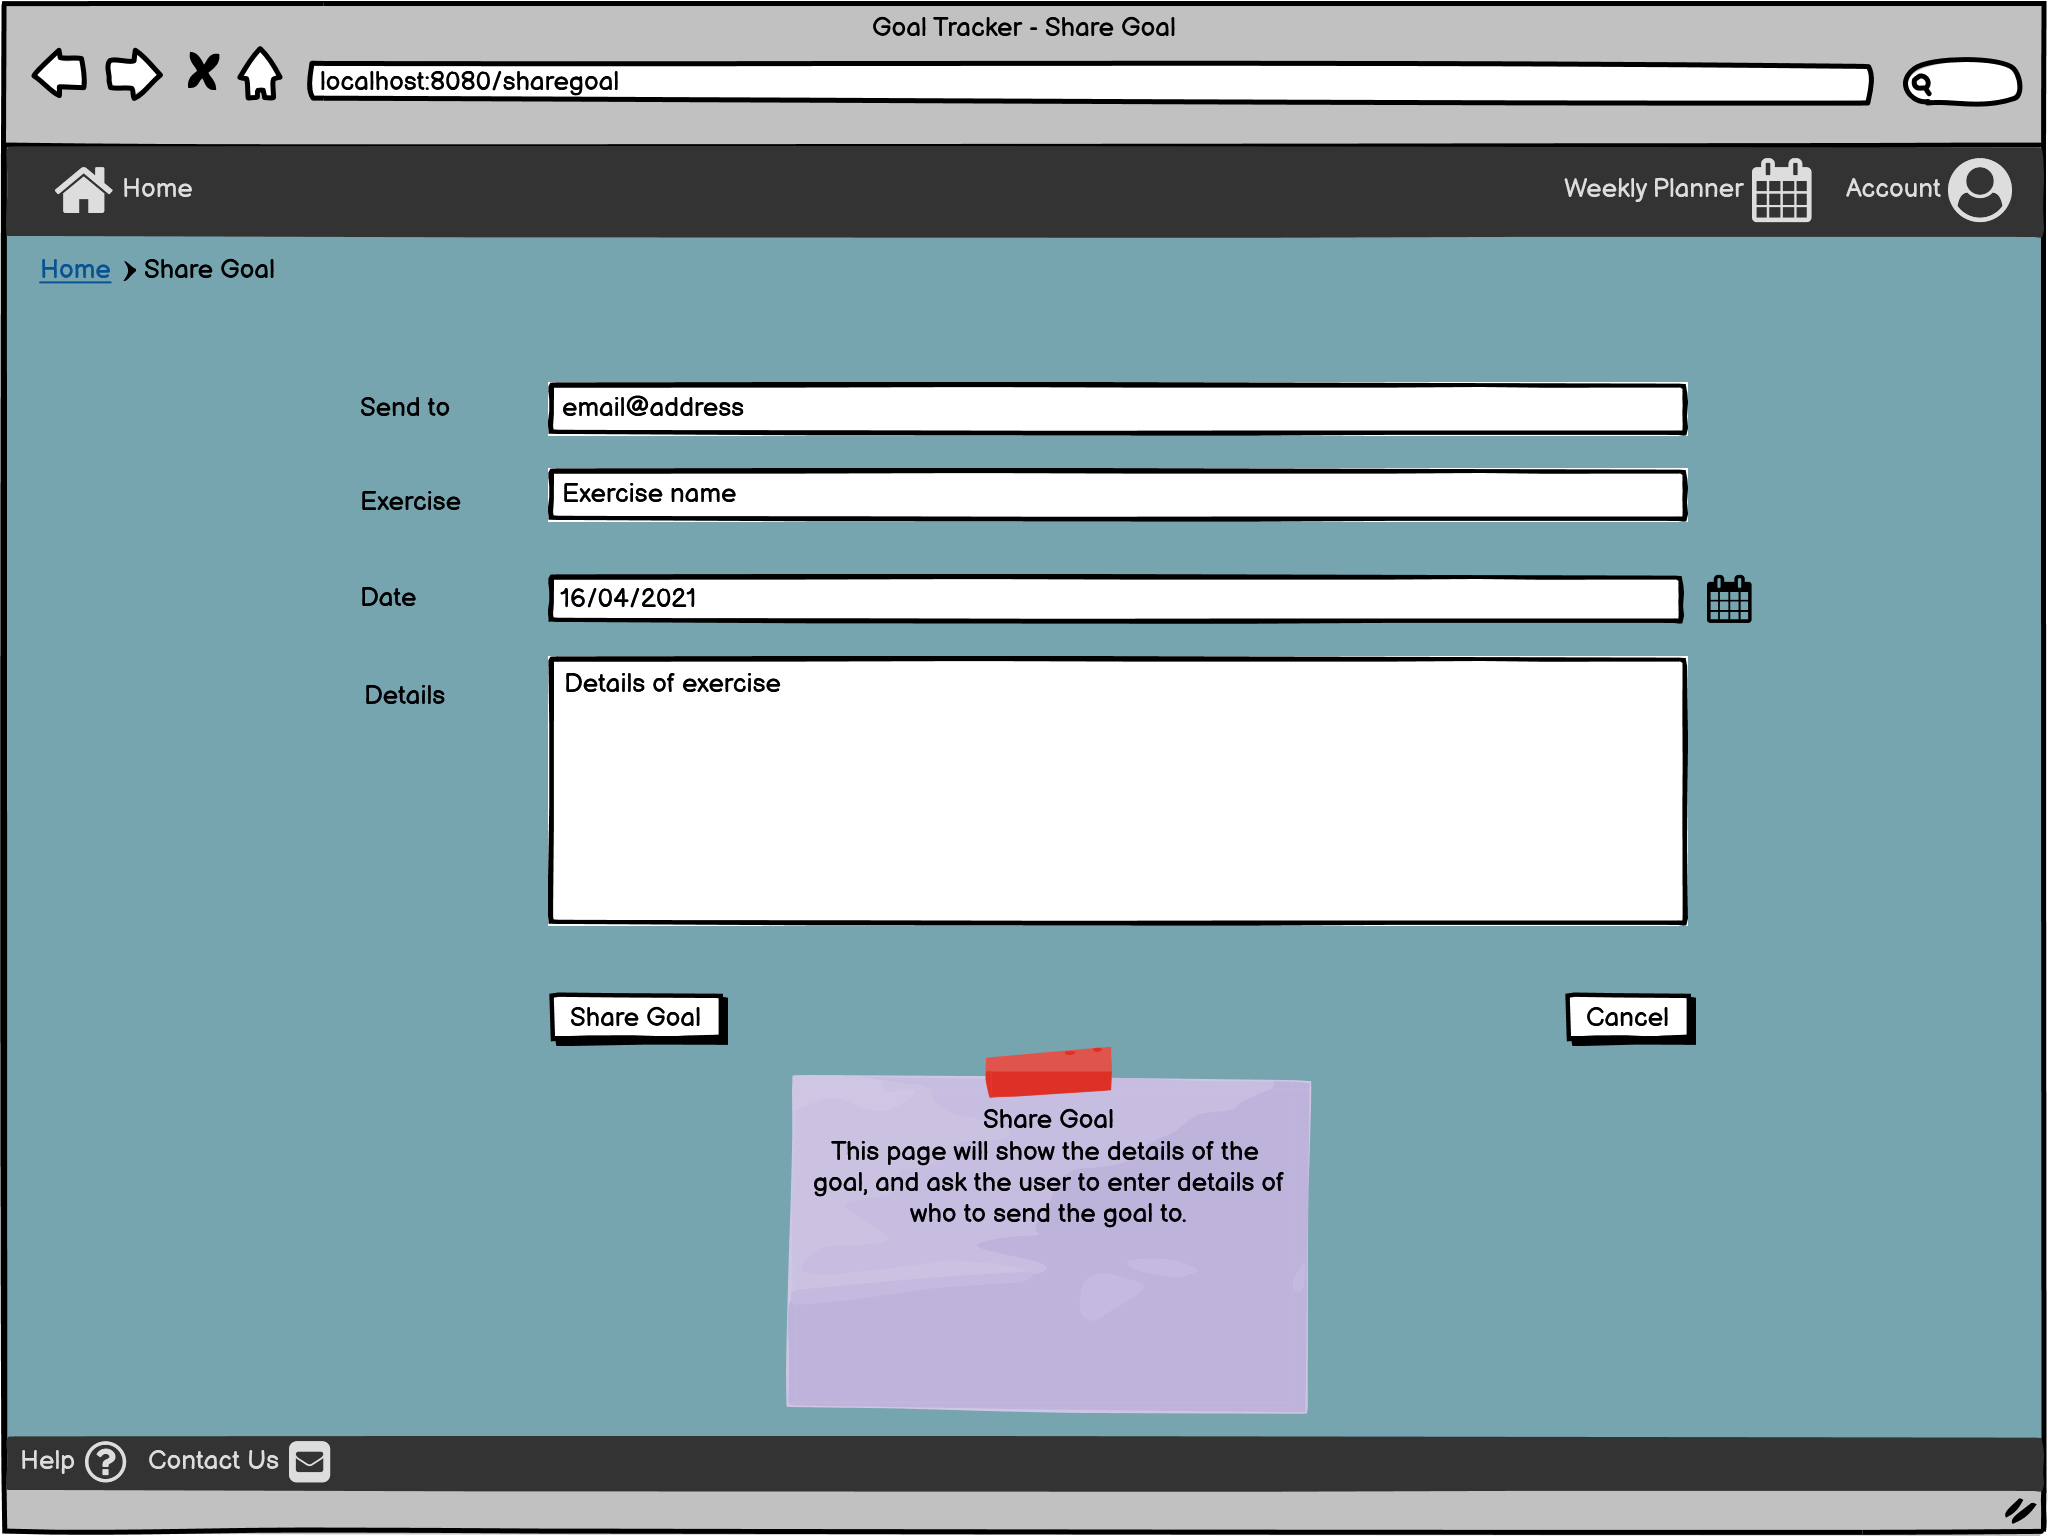 Goal Tracker - Share Goal
localhost:8080/sharegoal
Home
Weekly Planner
Account
Home
Share Goal
Send to
email@address
Exercise
Exercise name
Date
16/04/2021
Details
Details of exercise
Share Goal
Cancel
Share Goal
This page will show the details of the
goal, and ask the user to enter details of
who to send the goal to.
Help
Contact Us